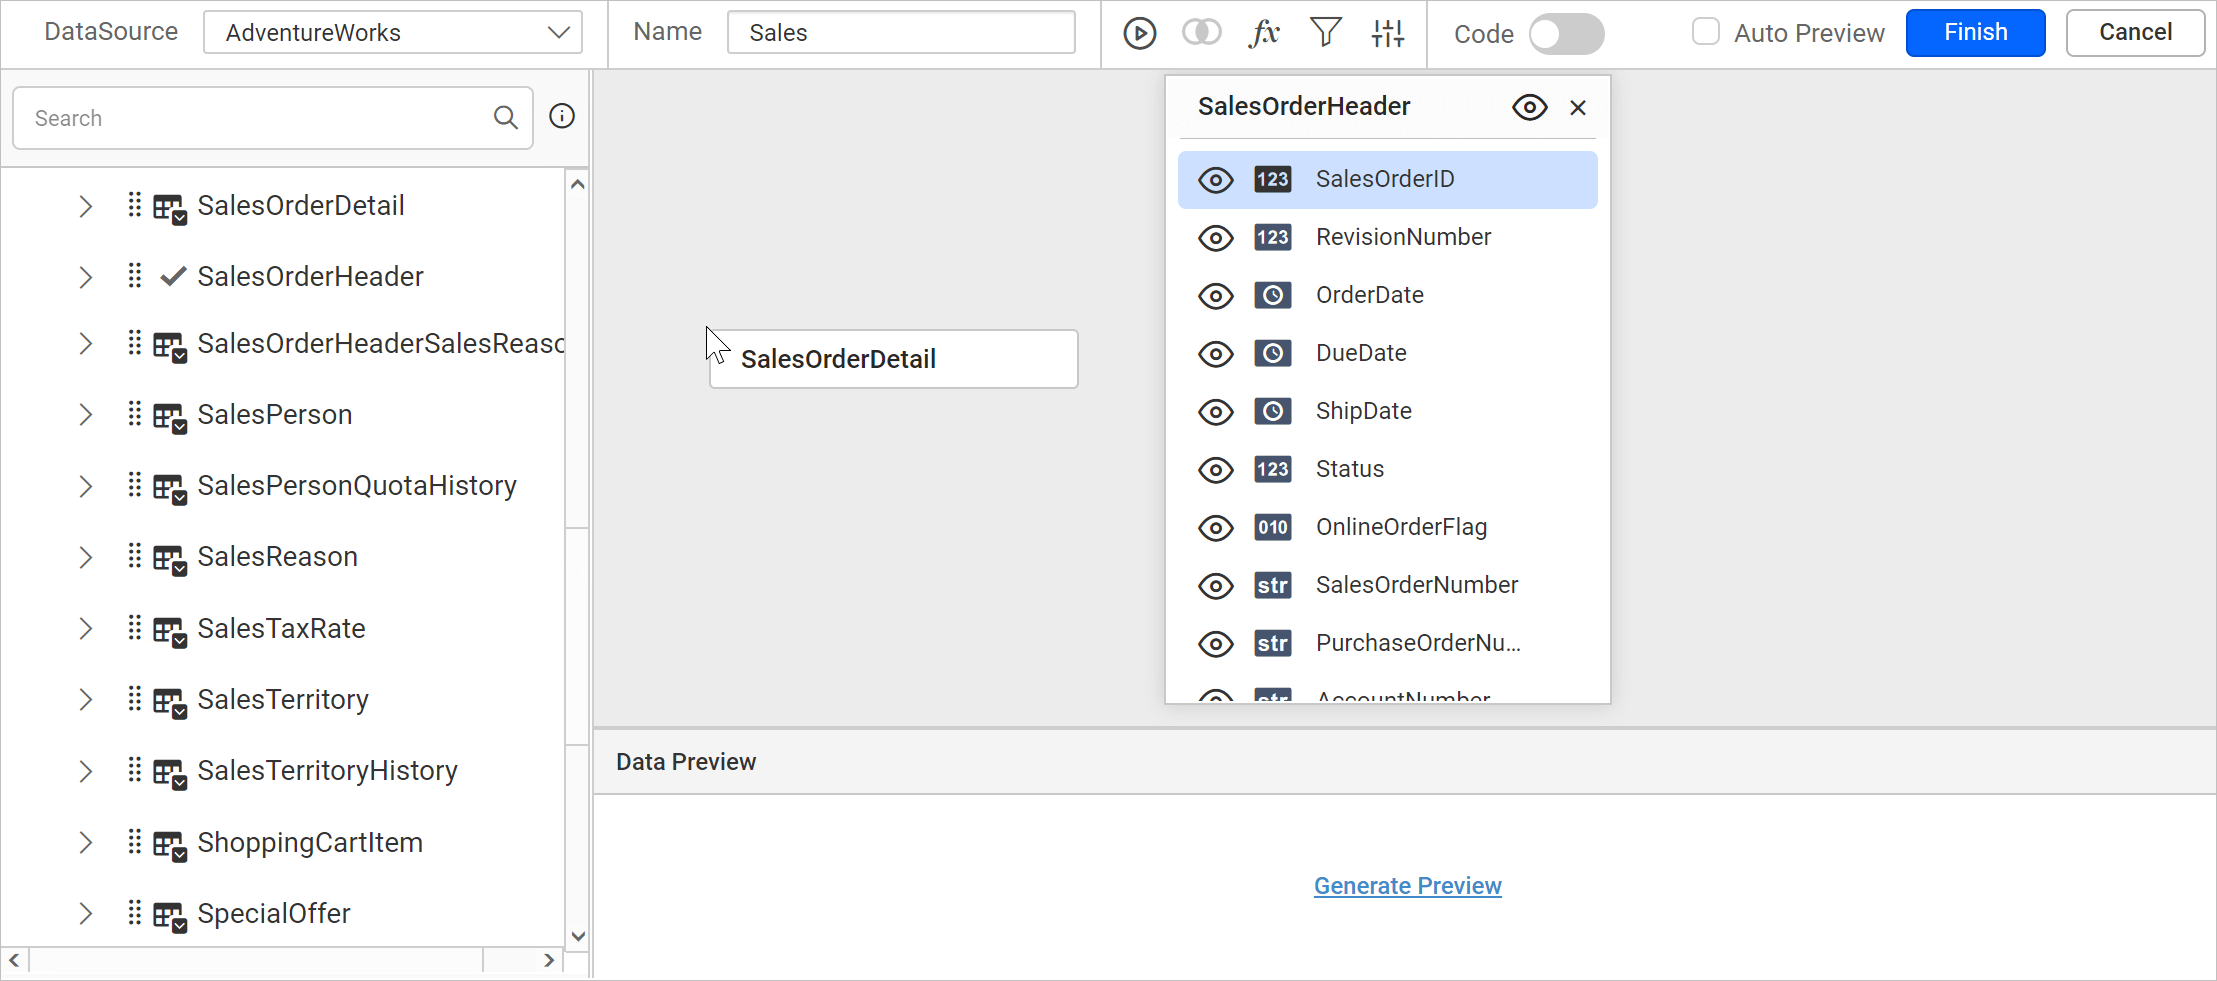 DataSource AdventureWorks Name Sales fx Code Auto Preview Finish Cancel
Search
SalesOrderDetail
SalesOrderHeader
SalesOrderHeaderSalesReaso
SalesPerson
SalesPersonQuotaHistory
SalesReason
SalesTaxRate
SalesTerritory
SalesTerritoryHistory
ShoppingCartItem
SpecialOffer
SalesOrderDetail
SalesOrderHeader
123 SalesOrderID
123 RevisionNumber
OrderDate
DueDate
ShipDate
123 Status
010 OnlineOrderFlag
str SalesOrderNumber
str PurchaseOrderNu...
str AccountNumber
Data Preview
Generate Preview